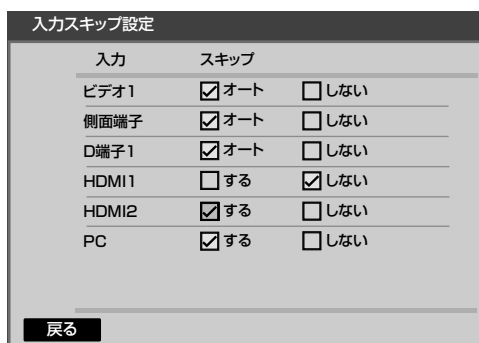 入力スキップ設定
入力 スキップ
ビデオ1 オート しない
側面端子 オート しない
D端子1 オート しない
HDMI1 する しない
HDMI2 する しない
PC する しない
戻る